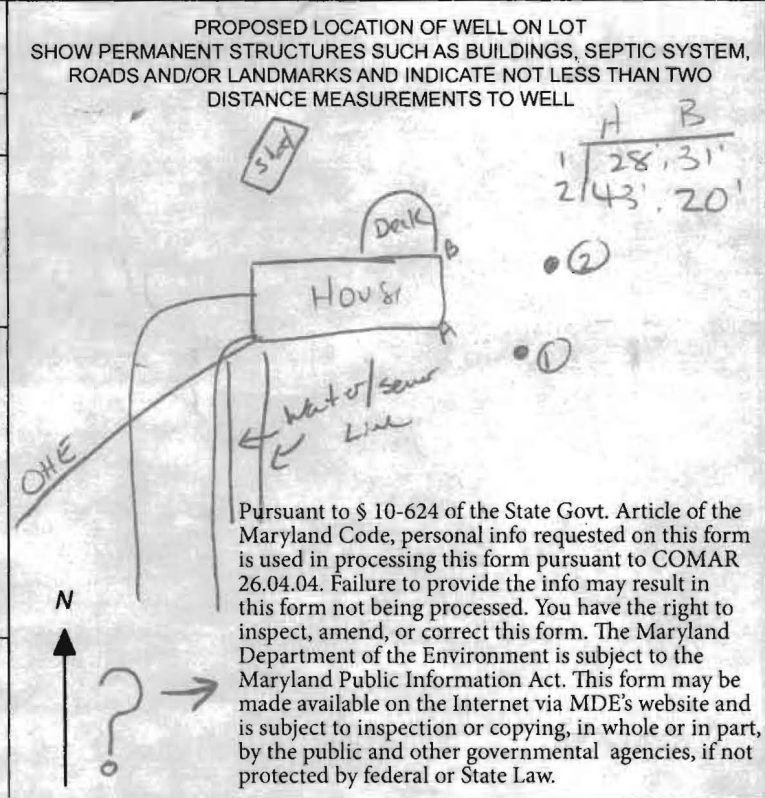 PROPOSED LOCATION OF WELL ON LOT
SHOW PERMANENT STRUCTURES SUCH AS BUILDINGS, SEPTIC SYSTEM,
ROADS AND/OR LANDMARKS AND INDICATE NOT LESS THAN TWO
DISTANCE MEASUREMENTS TO WELL
A B
1 28', 31'
2 43'. 20'
Shed
Deck
B
House
A
②
①
Water/sewer
Line
OHE
Pursuant to § 10-624 of the State Govt. Article of the
Maryland Code, personal info requested on this form
is used in processing this form pursuant to COMAR
26.04.04. Failure to provide the info may result in
this form not being processed. You have the right to
inspect, amend, or correct this form. The Maryland
Department of the Environment is subject to the
Maryland Public Information Act. This form may be
made available on the Internet via MDE's website and
is subject to inspection or copying, in whole or in part,
by the public and other governmental agencies, if not
protected by federal or State Law.
N
? →